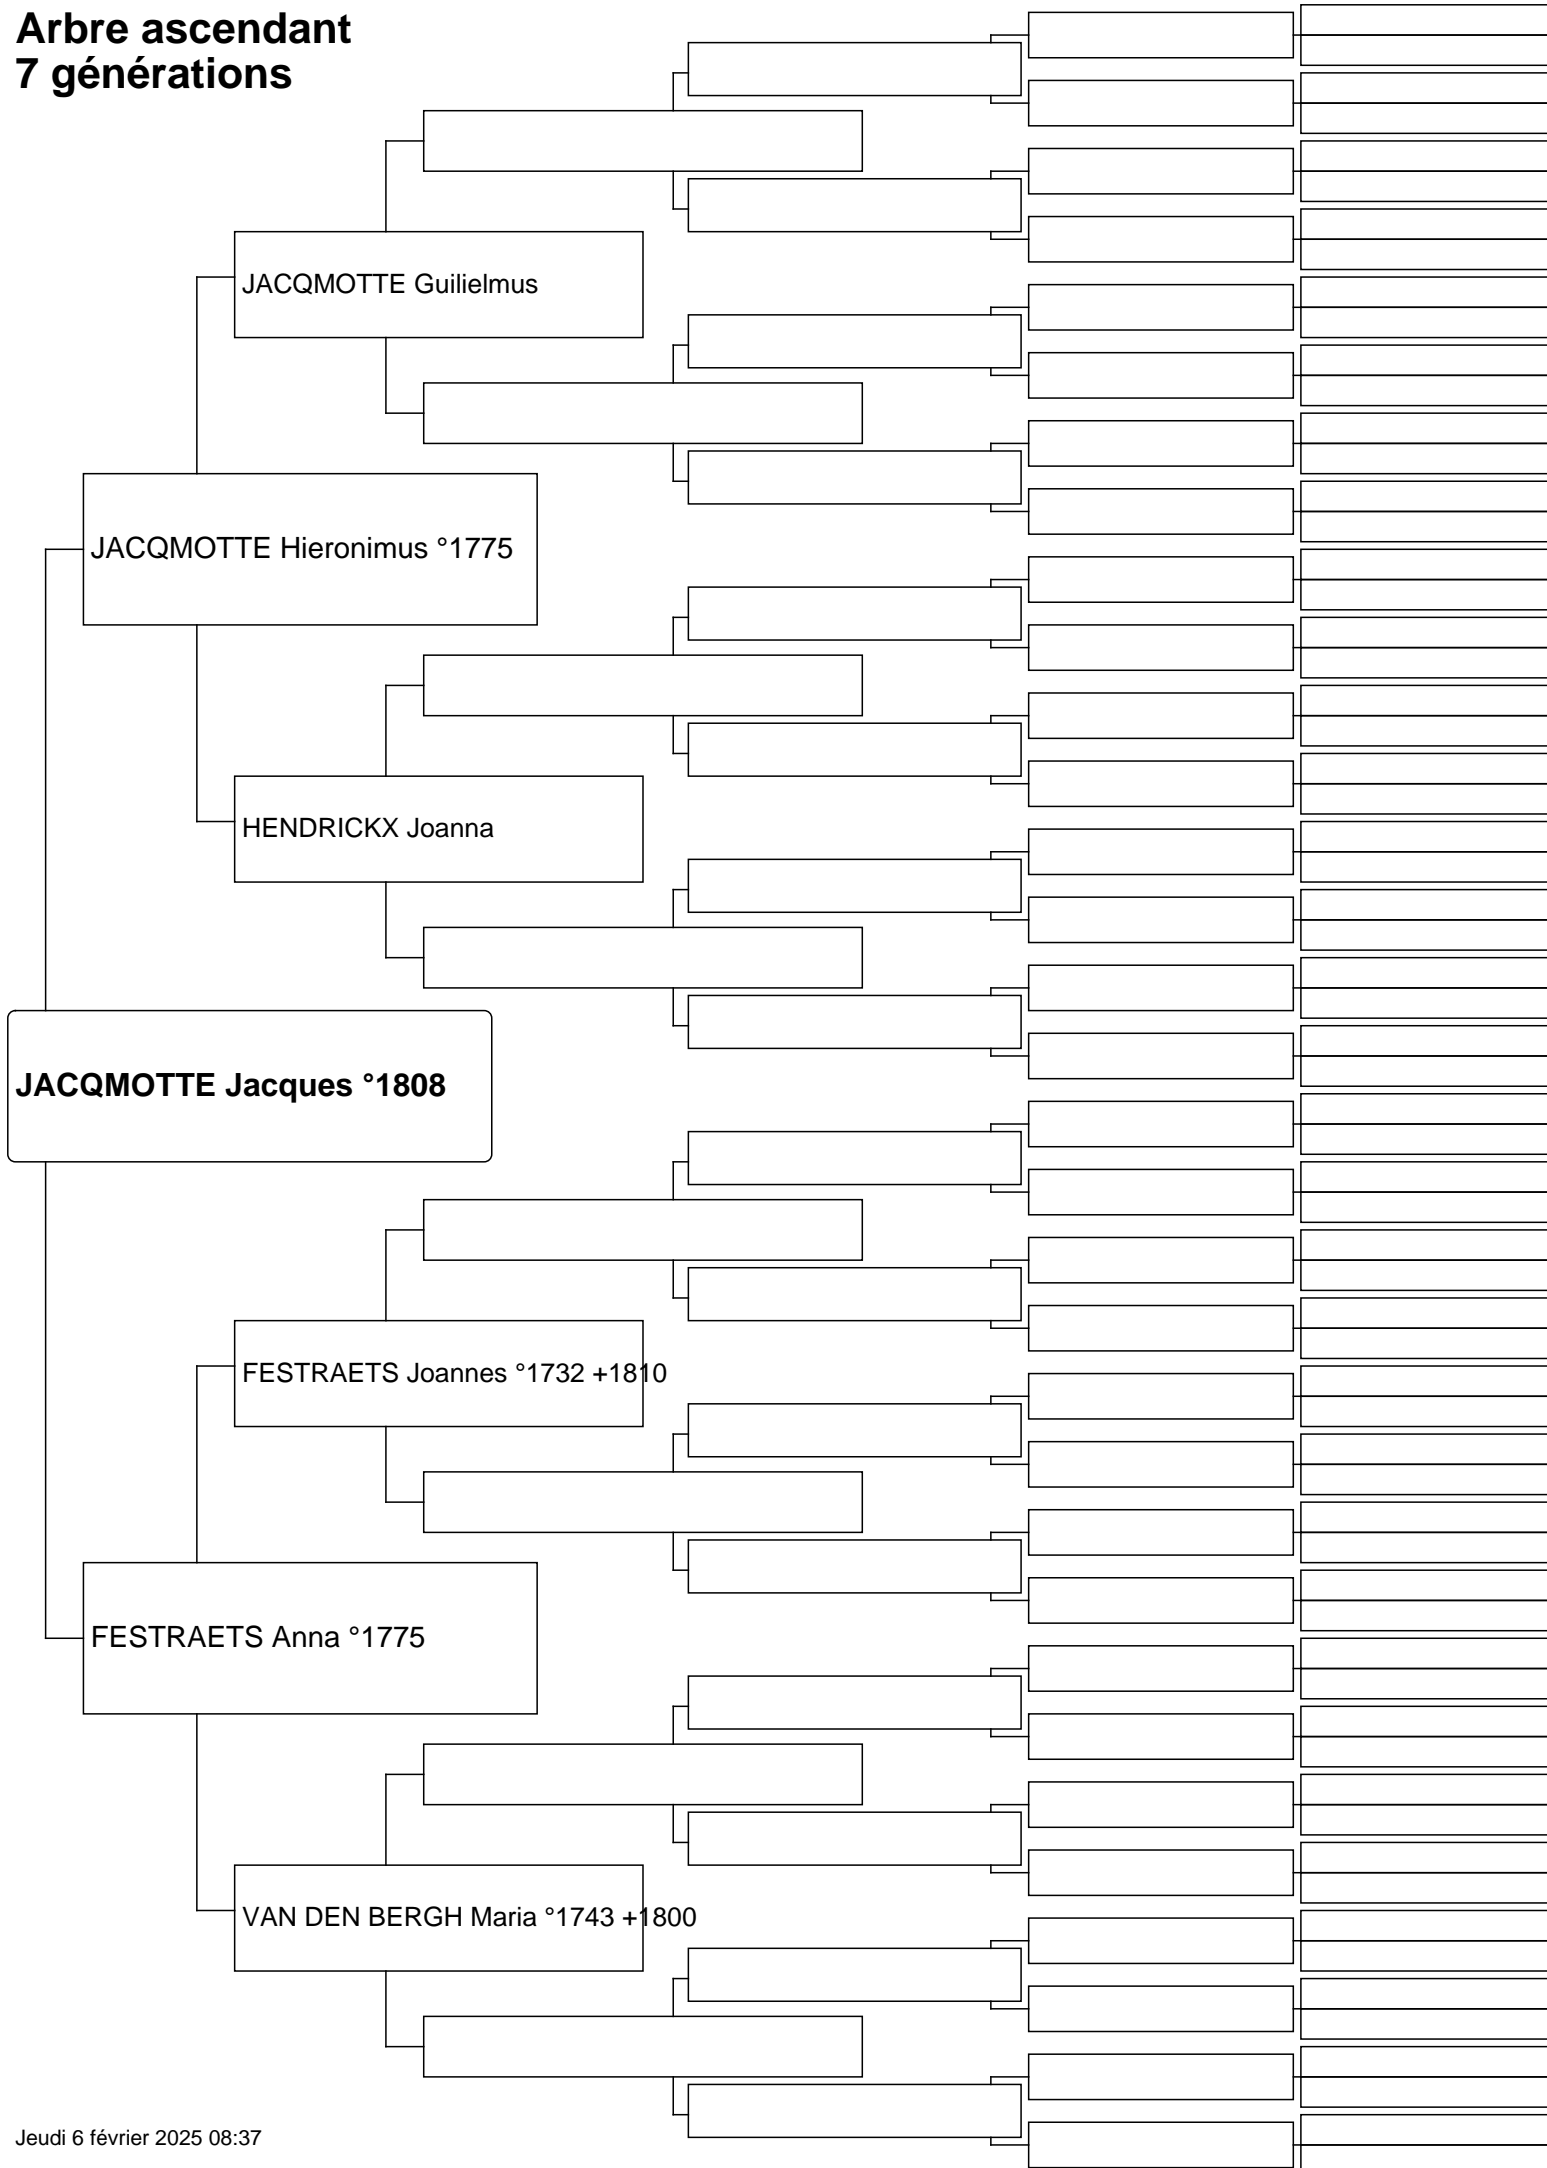 Arbre ascendant
7 générations
JACQMOTTE Guilielmus
JACQMOTTE Hieronimus °1775
HENDRICKX Joanna
JACQMOTTE Jacques °1808
FESTRAETS Joannes °1732 +1810
FESTRAETS Anna °1775
VAN DEN BERGH Maria °1743 +1800
Jeudi 6 février 2025 08:37